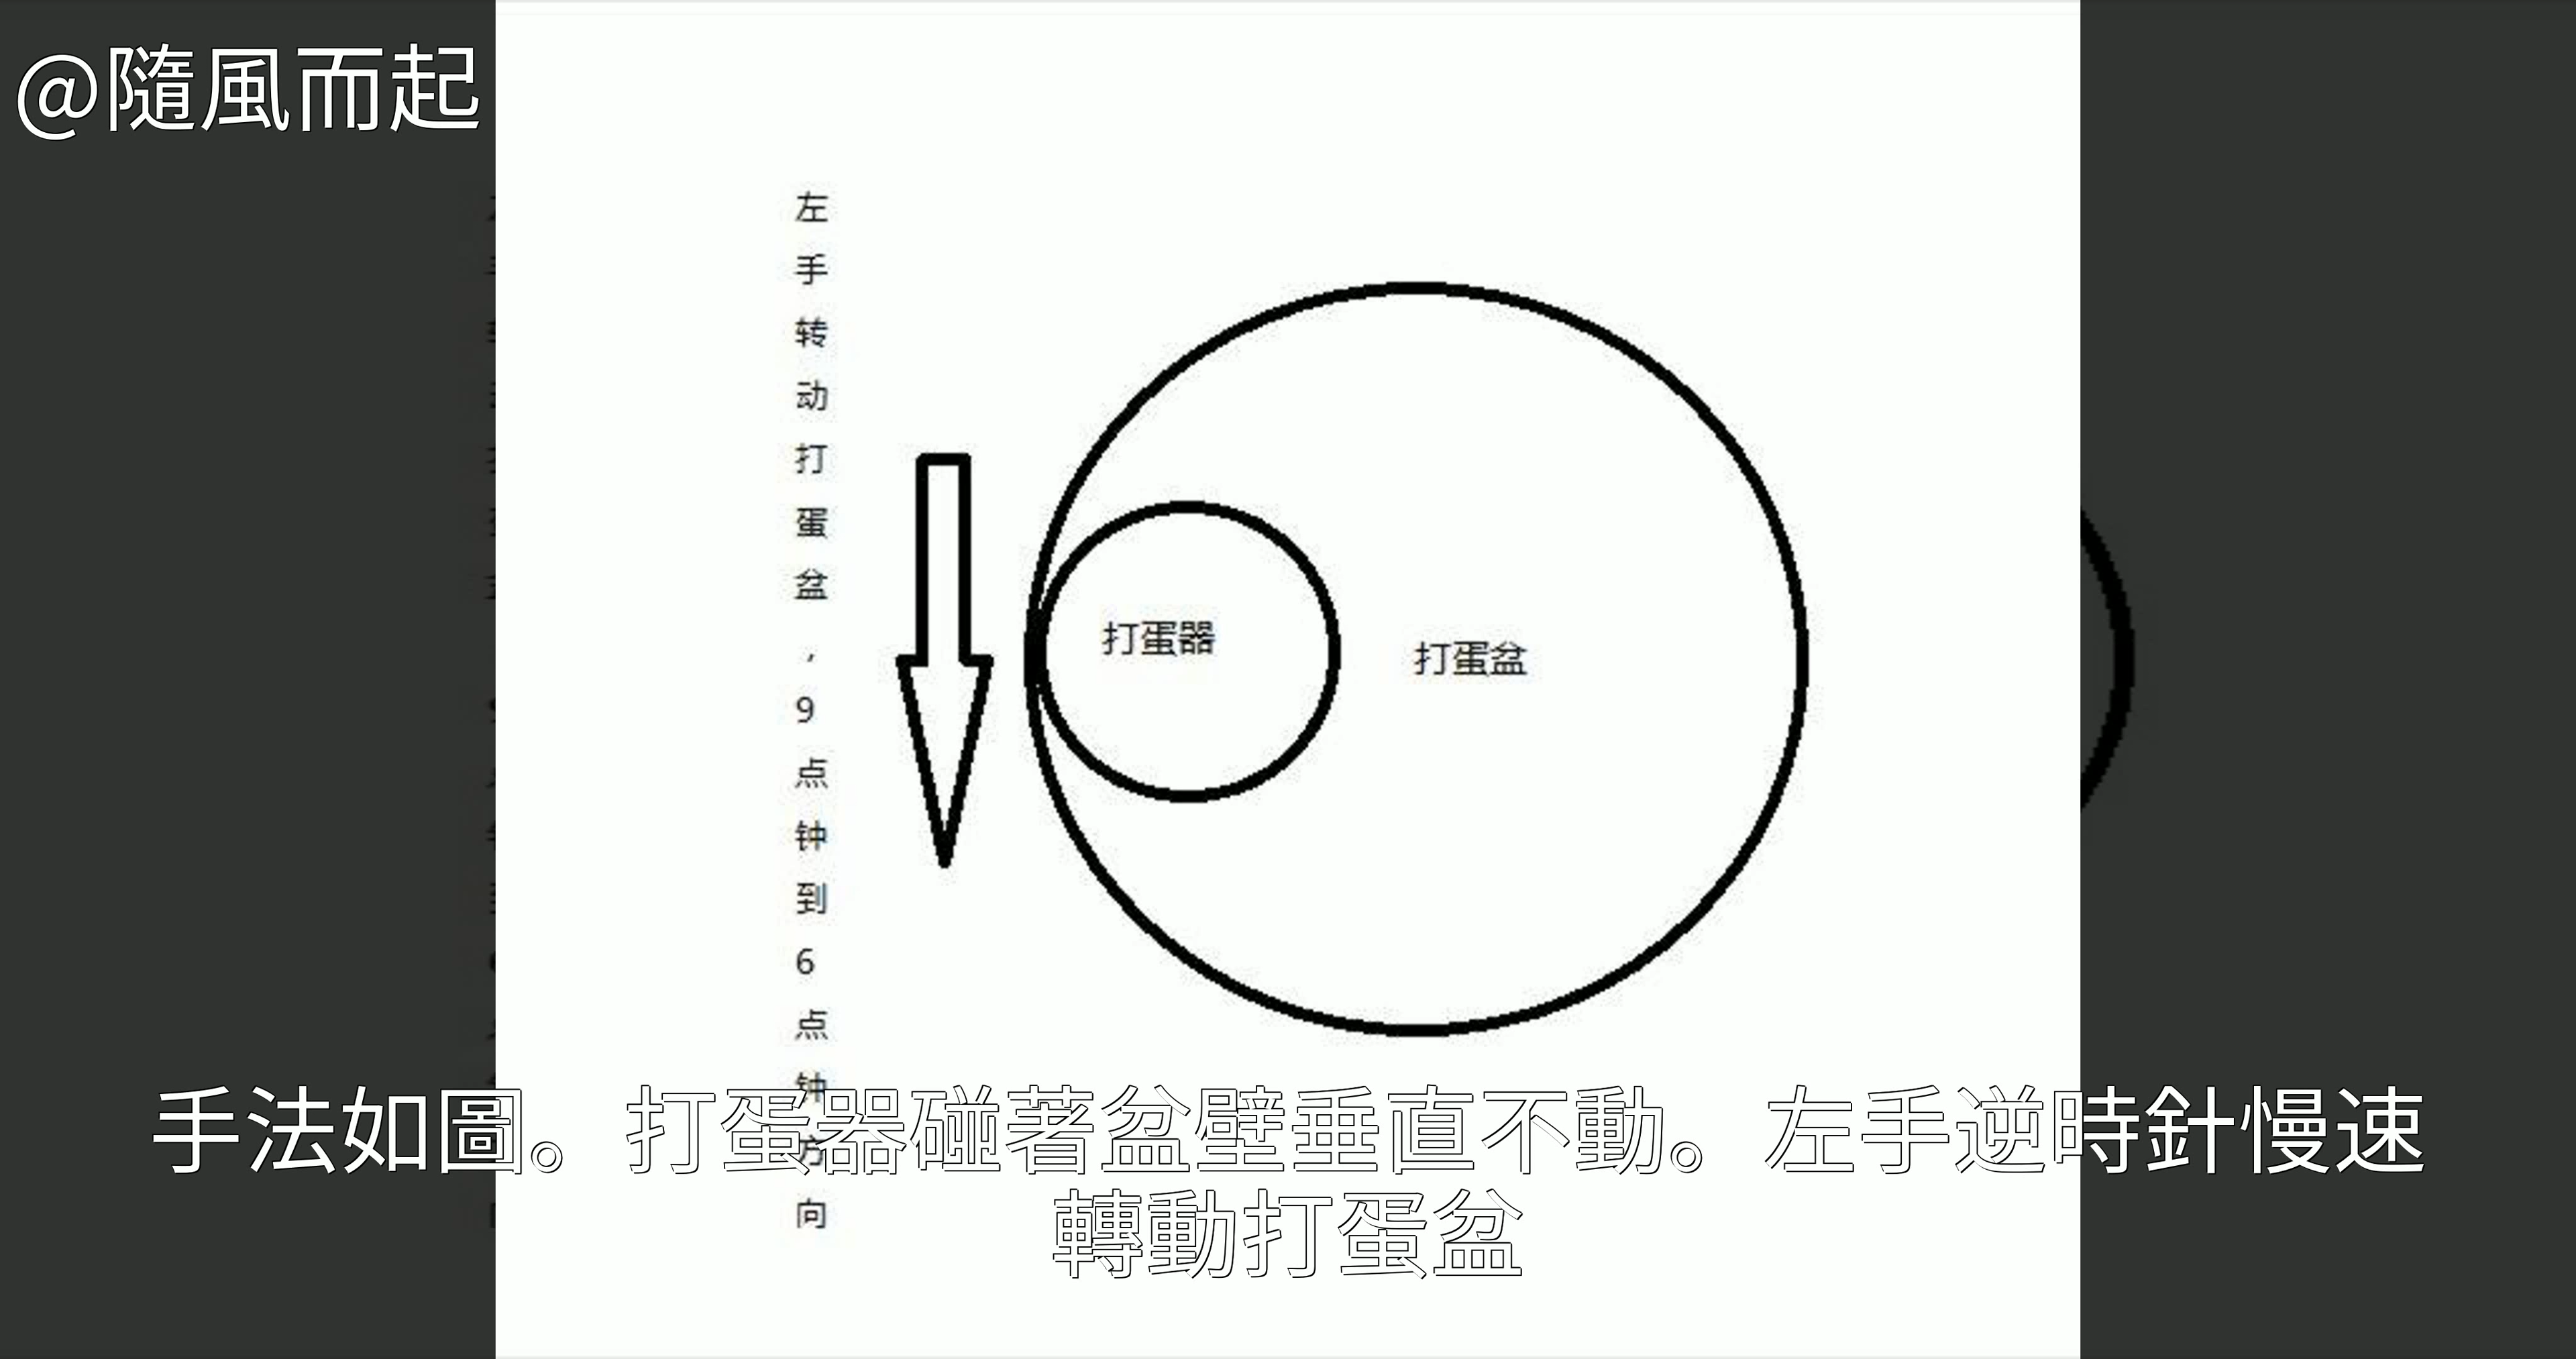 @隨風而起
左手转动打蛋盆，9点钟到6点钟方向
打蛋器
打蛋盆
手法如圖。打蛋器碰著盆壁垂直不動。左手逆時針慢速
轉動打蛋盆